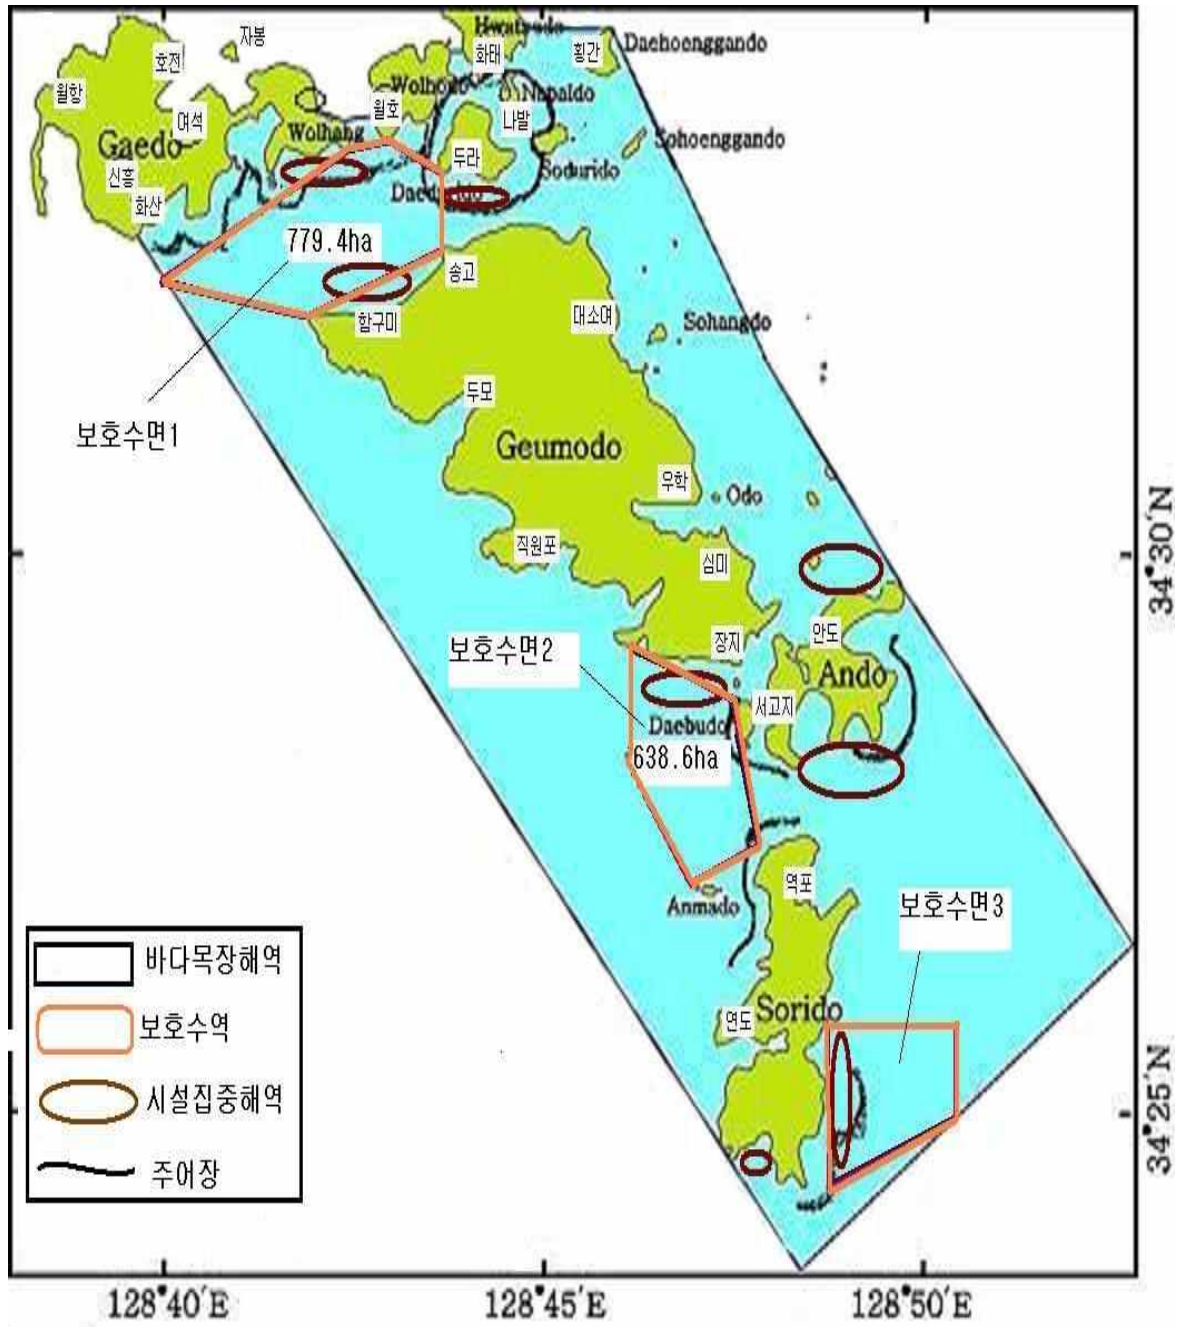 Hwataedo
자봉
호전
화태
횡간
Daehoenggando
월항
Wolhodo
Napaldo
여석
월호
나발
Wolhang
Gaedo
Sohoenggando
두라
신흥
Sodurido
화산
779.4ha
송고
함구미
대소여
Sohangdo
두모
보호수면1
Geumodo
우학
Odo
직원포
심미
34°30′N
안도
장지
보호수면2
Ando
서고지
Daebudo
638.6ha
역포
보호수면3
Anmado
바다목장해역
Sorido
연도
보호수역
시설집중해역
주어장
34°25′N
128°40′E
128°45′E
128°50′E